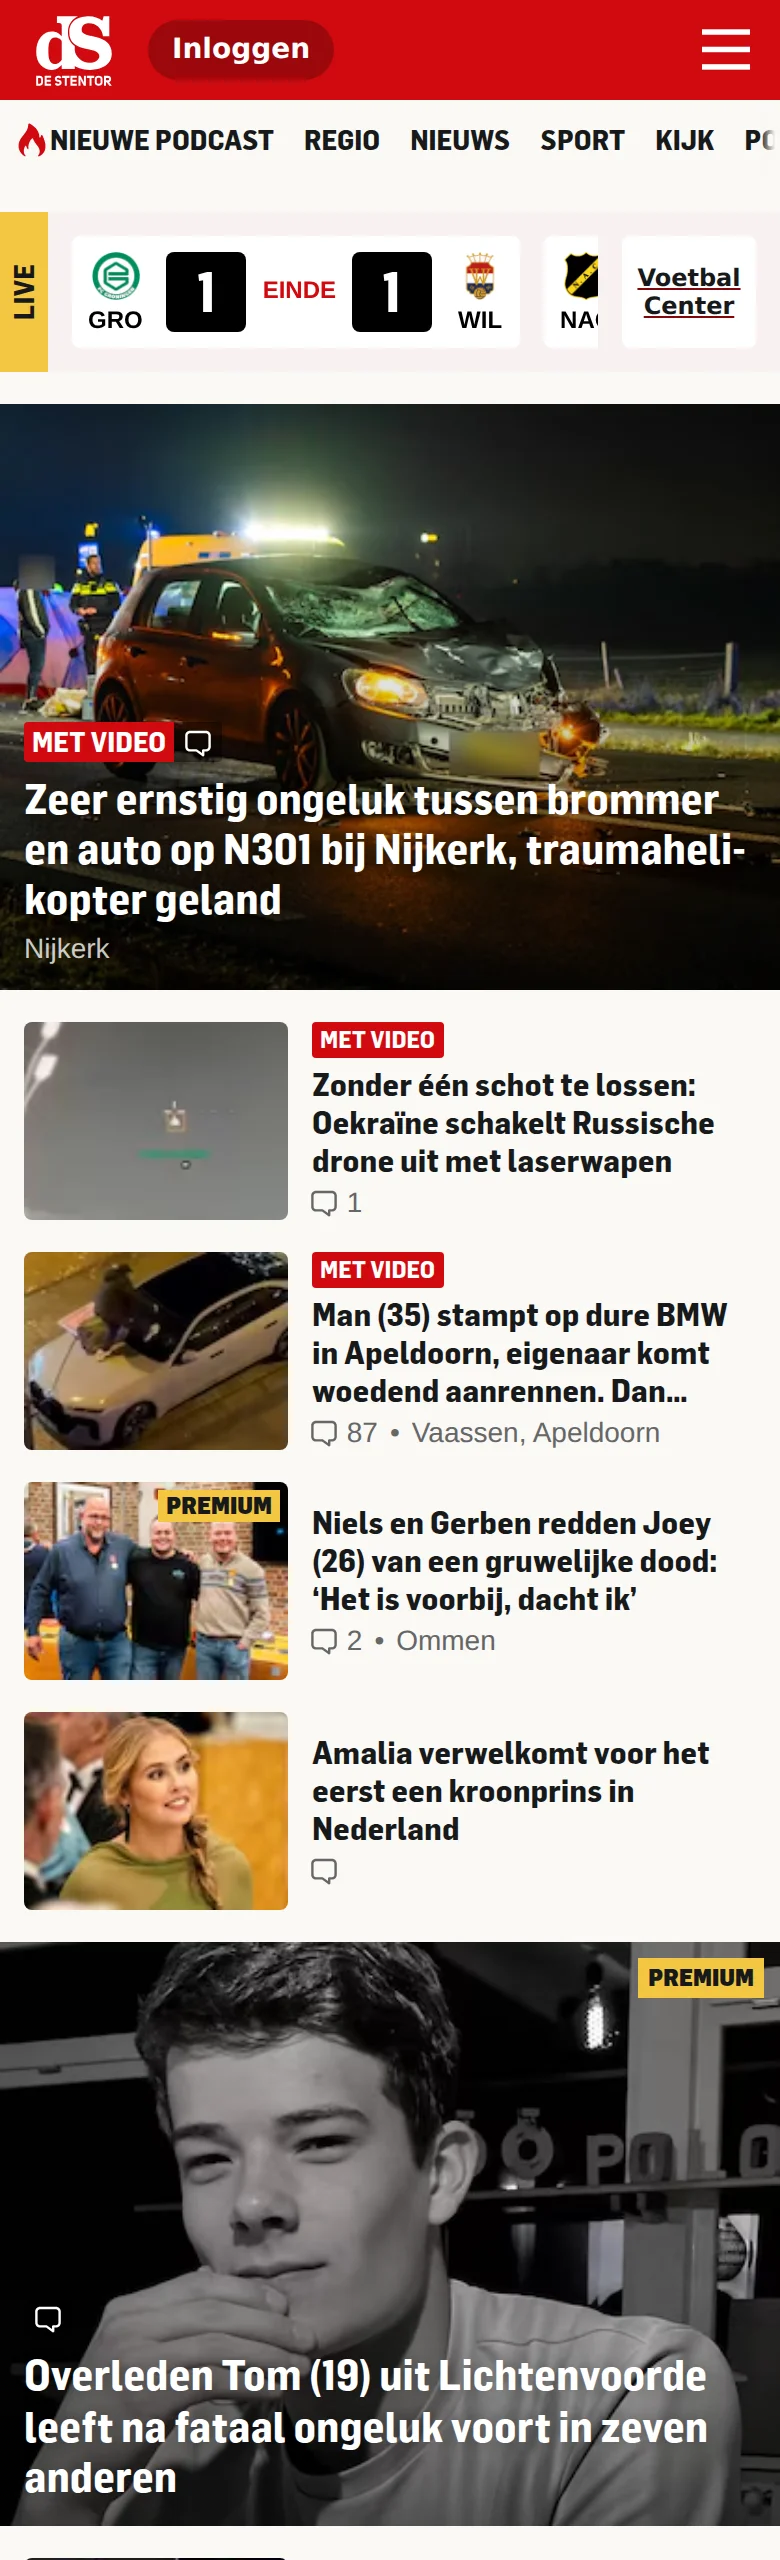 dS
DE STENTOR
Inloggen
NIEUWE PODCAST REGIO NIEUWS SPORT KIJK
LIVE
GRO 1 EINDE 1 WIL
Voetbal
Center
MET VIDEO
Zeer ernstig ongeluk tussen brommer
en auto op N301 bij Nijkerk, traumaheli-
kopter geland
Nijkerk
MET VIDEO
Zonder één schot te lossen:
Oekraïne schakelt Russische
drone uit met laserwapen
1
MET VIDEO
Man (35) stampt op dure BMW
in Apeldoorn, eigenaar komt
woedend aanrennen. Dan...
87 • Vaassen, Apeldoorn
PREMIUM
Niels en Gerben redden Joey
(26) van een gruwelijke dood:
‘Het is voorbij, dacht ik’
2 • Ommen
Amalia verwelkomt voor het
eerst een kroonprins in
Nederland
PREMIUM
Overleden Tom (19) uit Lichtenvoorde
leeft na fataal ongeluk voort in zeven
anderen